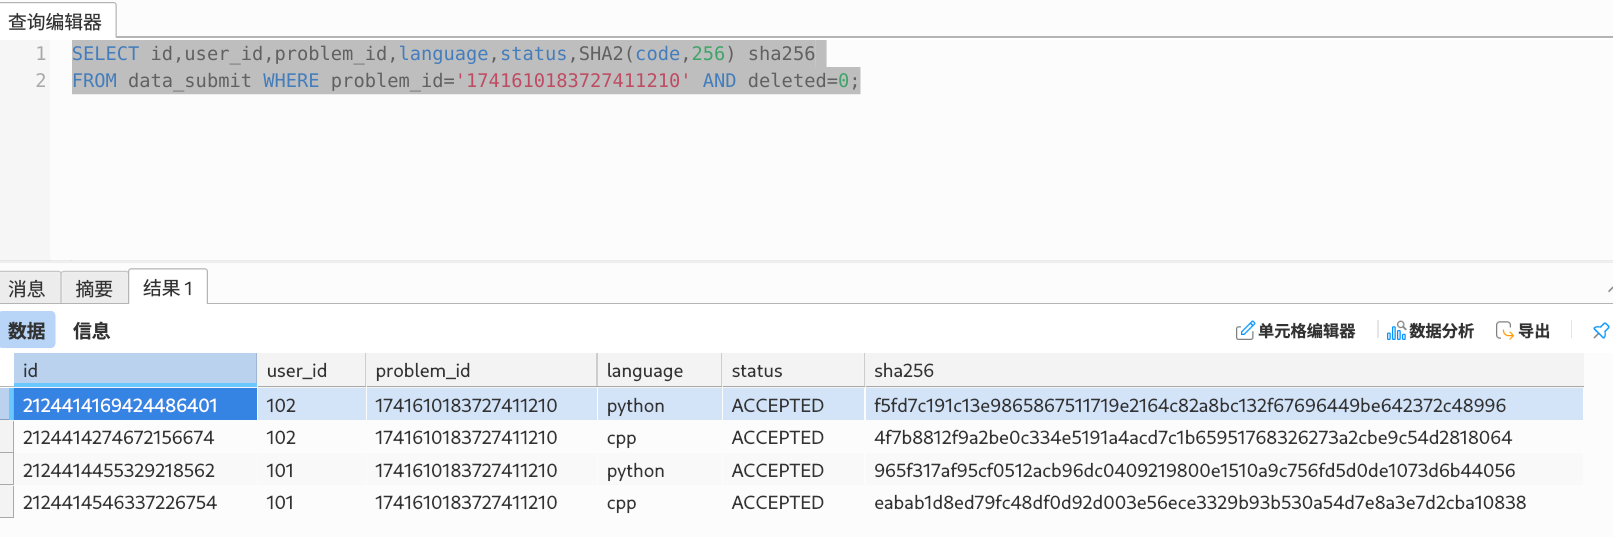 查询编辑器
1 SELECT id,user_id,problem_id,language,status,SHA2(code,256) sha256
2 FROM data_submit WHERE problem_id='1741610183727411210' AND deleted=0;
消息 摘要 结果 1
数据 信息 单元格编辑器 数据分析 导出
id user_id problem_id language status sha256
2124414169424486401 102 1741610183727411210 python ACCEPTED f5fd7c191c13e9865867511719e2164c82a8bc132f67696449be642372c48996
2124414274672156674 102 1741610183727411210 cpp ACCEPTED 4f7b8812f9a2be0c334e5191a4acd7c1b65951768326273a2cbe9c54d2818064
2124414455329218562 101 1741610183727411210 python ACCEPTED 965f317af95cf0512acb96dc0409219800e1510a9c756fd5d0de1073d6b44056
2124414546337226754 101 1741610183727411210 cpp ACCEPTED eabab1d8ed79fc48df0d92d003e56ece3329b93b530a54d7e8a3e7d2cba10838